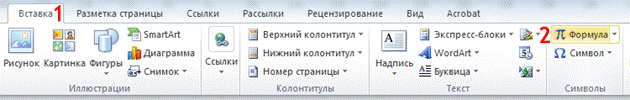 Вставка 1 Разметка страницы Ссылки Рассылки Рецензирование Вид Acrobat
Рисунок Картинка Фигуры
SmartArt
Диаграмма
Снимок
Иллюстрации
Ссылки
Верхний колонтитул
Нижний колонтитул
Номер страницы
Колонтитулы
Надпись
Экспресс-блоки
WordArt
Буквица
Текст
2 π Формула
Ω Символ
Символы